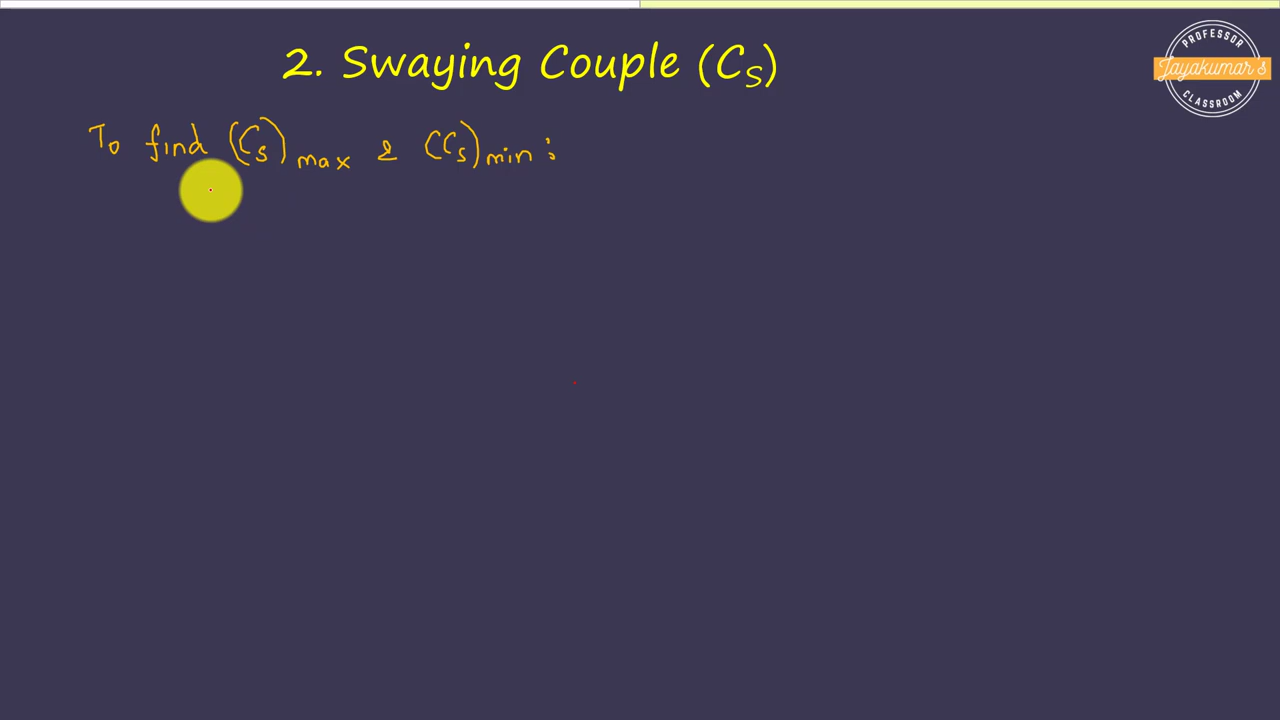 2. Swaying Couple (CS)
PROFESSOR
Jayakumar's
CLASSROOM
To find (Cs)max & (Cs)min: